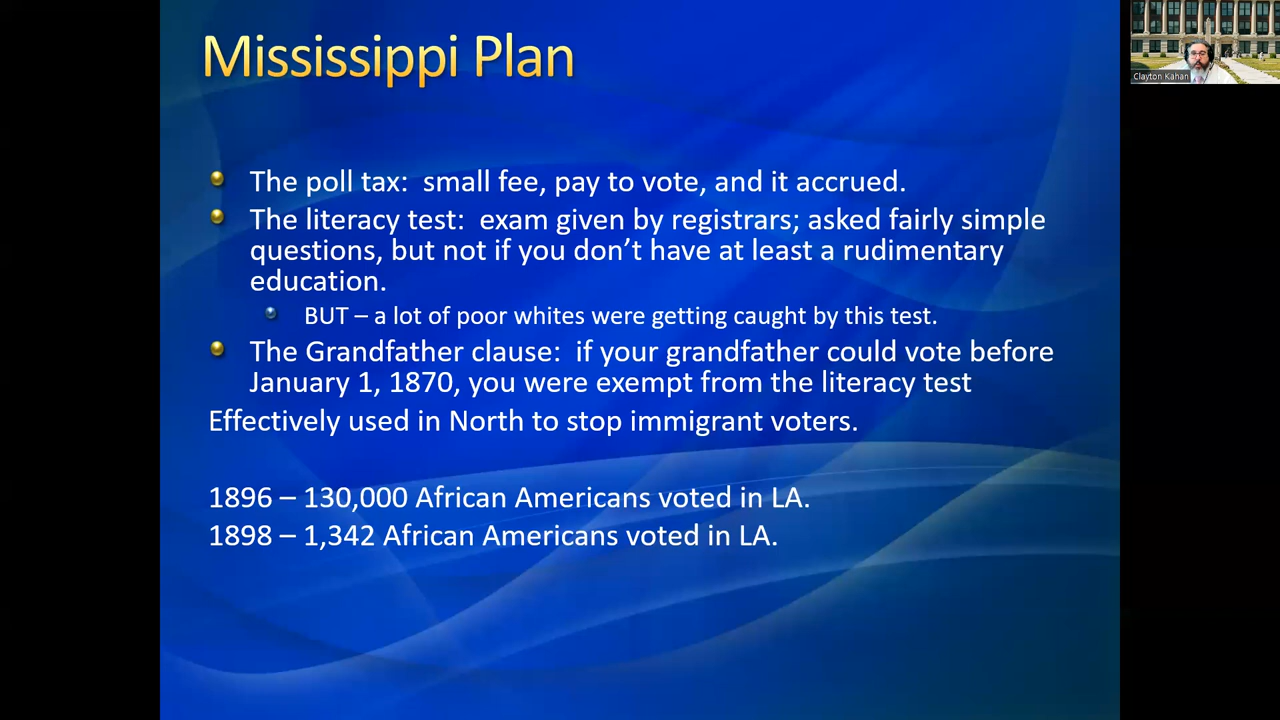 Mississippi Plan
Clayton Kahan
The poll tax:  small fee, pay to vote, and it accrued.
The literacy test:  exam given by registrars; asked fairly simple
questions, but not if you don’t have at least a rudimentary
education.
BUT – a lot of poor whites were getting caught by this test.
The Grandfather clause:  if your grandfather could vote before
January 1, 1870, you were exempt from the literacy test
Effectively used in North to stop immigrant voters.
1896 – 130,000 African Americans voted in LA.
1898 – 1,342 African Americans voted in LA.